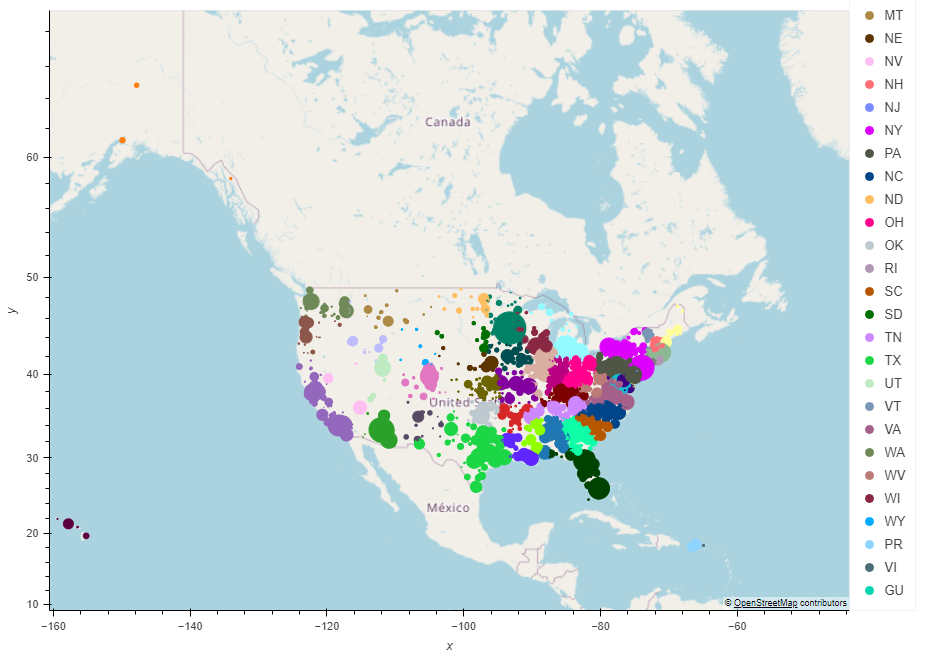 Canada
United St
México
© OpenStreetMap contributors
y
60
50
40
30
20
10
−160
−140
−120
−100
−80
−60
x
MT
NE
NV
NH
NJ
NY
PA
NC
ND
OH
OK
RI
SC
SD
TN
TX
UT
VT
VA
WA
WV
WI
WY
PR
VI
GU